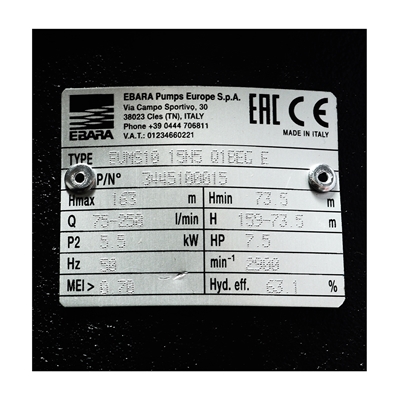 EBARA Pumps Europe S.p.A.
Via Campo Sportivo, 30
38023 Cles (TN), ITALY
Phone +39 0444 706811
V.A.T.: 01234660221
EBARA
EAC CE
MADE IN ITALY
TYPE EVMS10 15N5 Q1BEG E
P/N° 3445100015
Hmax 163 m Hmin 73.5 m
Q 75-250 l/min H 159-73.5 m
P2 5.5 kW HP 7.5
Hz 50 min-1 2900
MEI > 0.70 Hyd. eff. 63.1 %